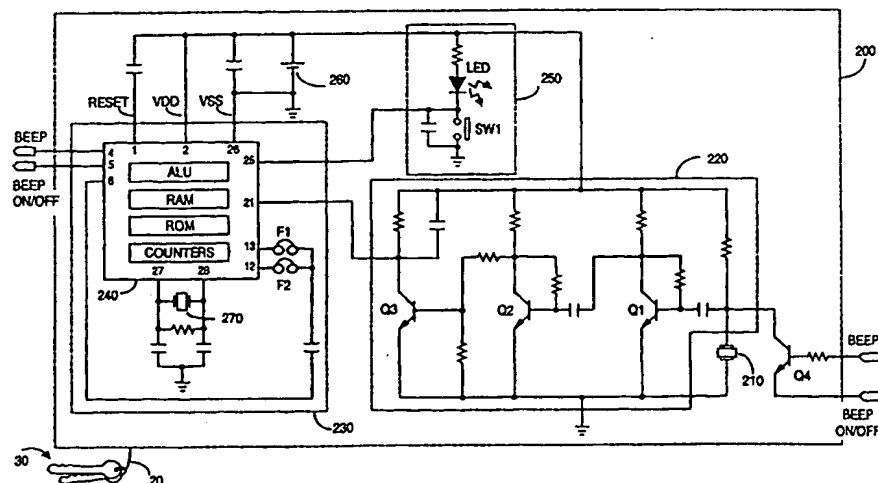 200
260
LED
250
RESET
VDD
VSS
SW1
BEEP
BEEP ON/OFF
1
2
26
4
5
6
25
21
ALU
RAM
ROM
COUNTERS
13
12
27
28
F1
F2
240
270
230
220
Q3
Q2
Q1
210
Q4
BEEP
BEEP ON/OFF
30
20